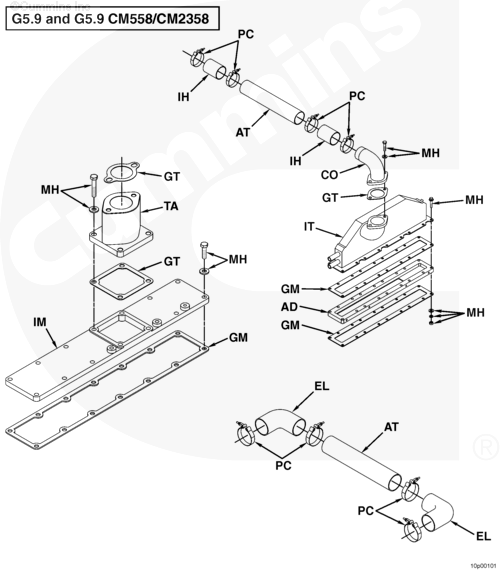 ©Cummins Inc
G5.9 and G5.9 CM558/CM2358
PC
IH
AT
PC
IH
CO
MH
GT
MH
IT
MH
GT
TA
GT
MH
IM
GM
GM
AD
GM
MH
EL
AT
PC
PC
EL
Cummins
®
10p00101